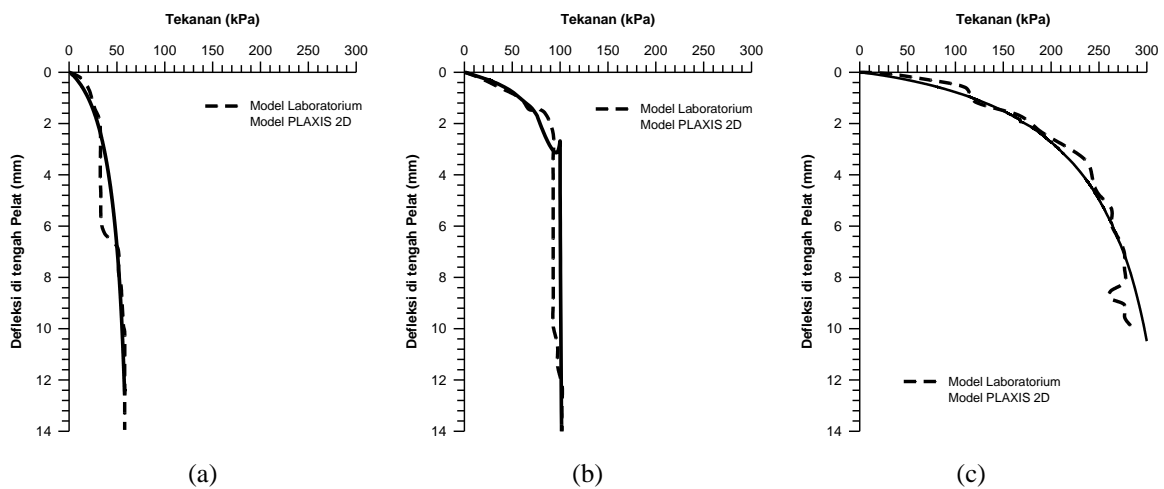 Tekanan (kPa)
0 50 100 150 200 250 300
0
2
4
6
8
10
12
14
Defleksi di tengah Pelat (mm)
Model Laboratorium
Model PLAXIS 2D
(a)
Tekanan (kPa)
0 50 100 150 200 250 300
0
2
4
6
8
10
12
14
Defleksi di tengah Pelat (mm)
Model Laboratorium
Model PLAXIS 2D
(b)
Tekanan (kPa)
0 50 100 150 200 250 300
0
2
4
6
8
10
12
14
Defleksi di tengah Pelat (mm)
Model Laboratorium
Model PLAXIS 2D
(c)